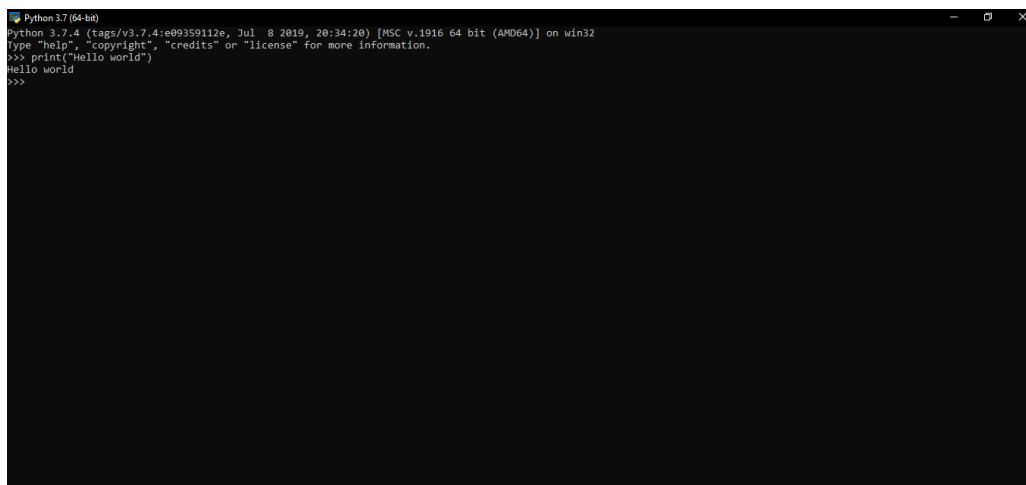 Python 3.7 (64-bit)
Python 3.7.4 (tags/v3.7.4:e09359112e, Jul  8 2019, 20:34:20) [MSC v.1916 64 bit (AMD64)] on win32
Type "help", "copyright", "credits" or "license" for more information.
>>> print("Hello world")
Hello world
>>>